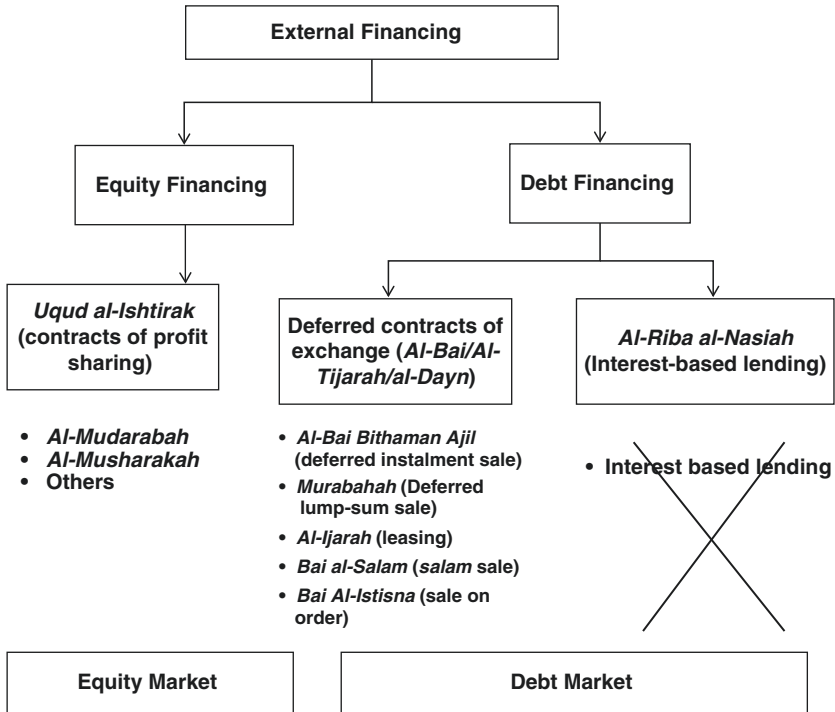 External Financing
Equity Financing
Debt Financing
Uqud al-Ishtirak
(contracts of profit
sharing)
Deferred contracts of
exchange (Al-Bai/Al-
Tijarah/al-Dayn)
Al-Riba al-Nasiah
(Interest-based lending)
• Al-Mudarabah
• Al-Musharakah
• Others
• Al-Bai Bithaman Ajil
(deferred instalment sale)
• Murabahah (Deferred
lump-sum sale)
• Al-Ijarah (leasing)
• Bai al-Salam (salam sale)
• Bai Al-Istisna (sale on
order)
• Interest based lending
Equity Market
Debt Market